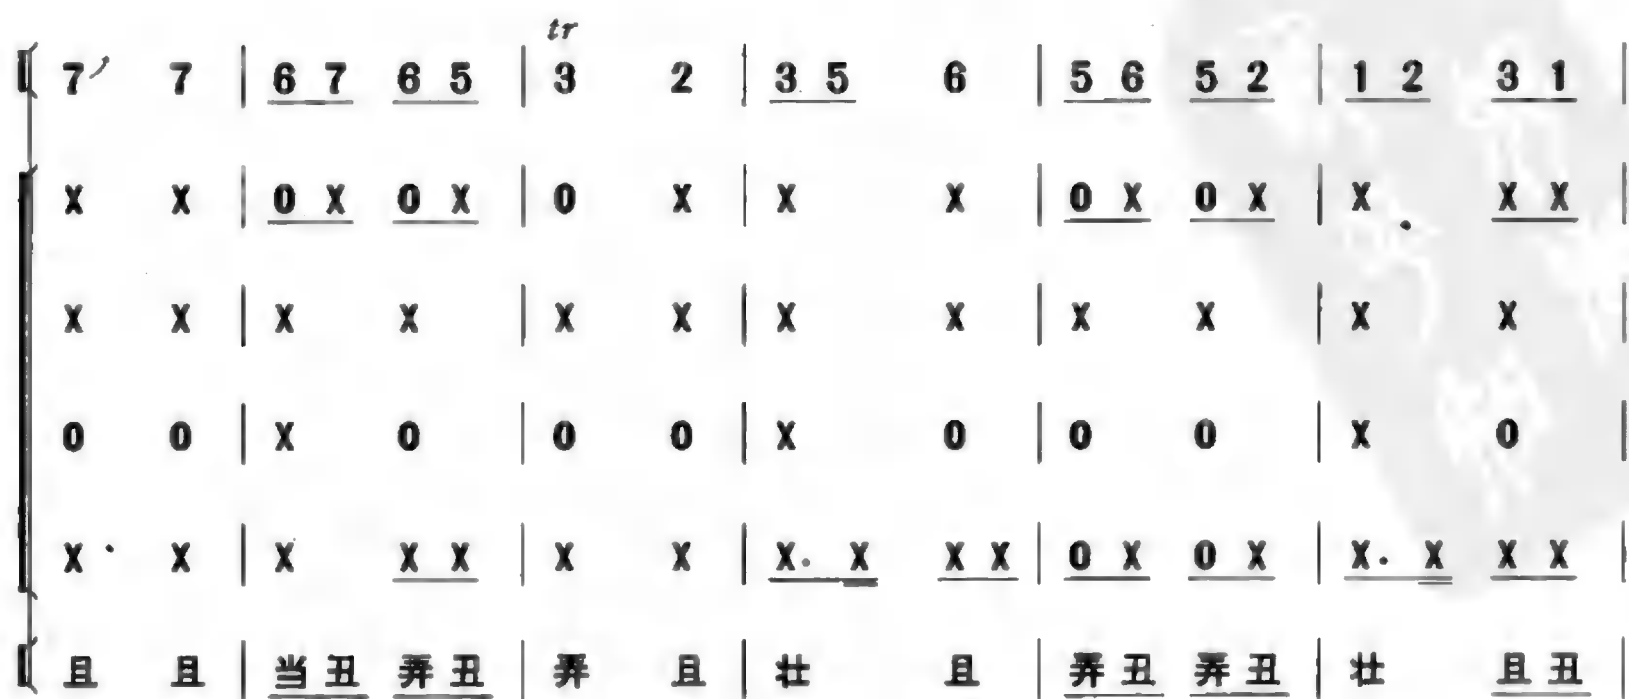 tr
7 7 | 6 7 6 5 | 3 2 | 3 5 6 | 5 6 5 2 | 1 2 3 1 |
X X | 0 X 0 X | 0 X | X X | 0 X 0 X | X X X |
X X | X X | X X | X X | X X | X X |
0 0 | X 0 | 0 0 | X 0 | 0 0 | X 0 |
X X | X X X | X X | X. X X X | 0 X 0 X | X. X X X |
且 且 | 当 丑 弄 丑 | 弄 且 | 壮 且 | 弄 丑 弄 丑 | 壮 且 丑 |